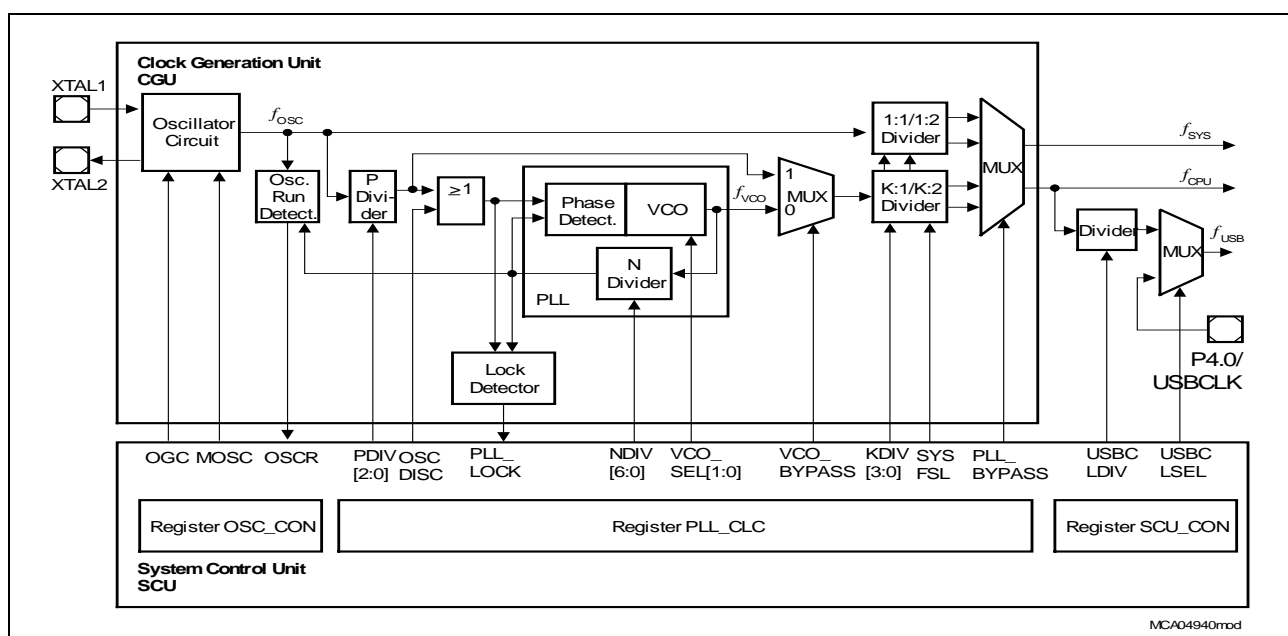 Clock Generation Unit
CGU
XTAL1
XTAL2
Oscillator
Circuit
fOSC
Osc.
Run
Detect.
P
Divi-
der
≥1
Phase
Detect.
VCO
N
Divider
PLL
Lock
Detector
fVCO
1
MUX
0
1:1/1:2
Divider
K:1/K:2
Divider
MUX
fSYS
fCPU
Divider
MUX
fUSB
P4.0/
USBCLK
OGC
MOSC
OSCR
PDIV
[2:0]
OSC
DISC
PLL_
LOCK
NDIV
[6:0]
VCO_
SEL[1:0]
VCO_
BYPASS
KDIV
[3:0]
SYS
FSL
PLL_
BYPASS
USBC
LDIV
USBC
LSEL
Register OSC_CON
Register PLL_CLC
Register SCU_CON
System Control Unit
SCU
MCA04940mod